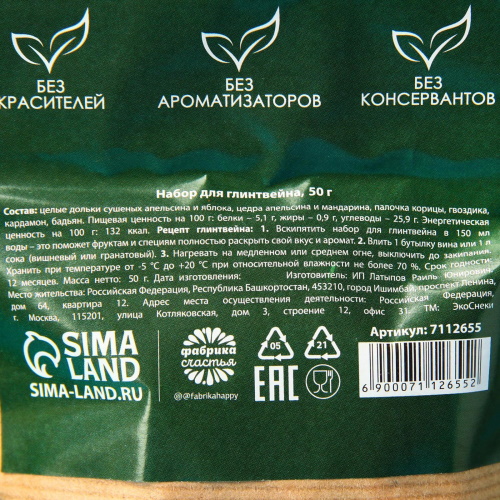 БЕЗ
КРАСИТЕЛЕЙ
БЕЗ
АРОМАТИЗАТОРОВ
БЕЗ
КОНСЕРВАНТОВ
Набор для глинтвейна, 50 г
Состав: целые дольки сушеных апельсина и яблока, цедра апельсина и мандарина, палочка корицы, гвоздика,
кардамон, бадьян. Пищевая ценность на 100 г: белки – 5,1 г, жиры – 0,9 г, углеводы – 25,9 г. Энергетическая
ценность на 100 г: 132 ккал. Рецепт глинтвейна: 1. Вскипятить набор для глинтвейна в 150 мл
воды – это поможет фруктам и специям полностью раскрыть свой вкус и аромат. 2. Влить 1 бутылку вина или 1 л
сока (вишневый или гранатовый). 3. Нагревать на медленном или среднем огне, выключить до закипания.
Хранить при температуре от -5 °C до +20 °C при относительной влажности не более 70 %. Срок годности:
12 месяцев. Масса нетто: 50 г. Дата изготовления: Изготовитель: ИП Латыпов Раиль Юнирович.
Место жительства: Российская Федерация, Республика Башкортостан, 453210, город Ишимбай, проспект Ленина,
дом 64, квартира 12. Адрес места осуществления деятельности: Российская Федерация,
г. Москва, 115201, улица Котляковская, дом 3, строение 12, офис 31. ТМ: ЭкоСнеки
Артикул: 7112655
SIMA
LAND
SIMA-LAND.RU
фабрика
счастья
@fabrikahappy
05
21
EAC
6 900071 126552